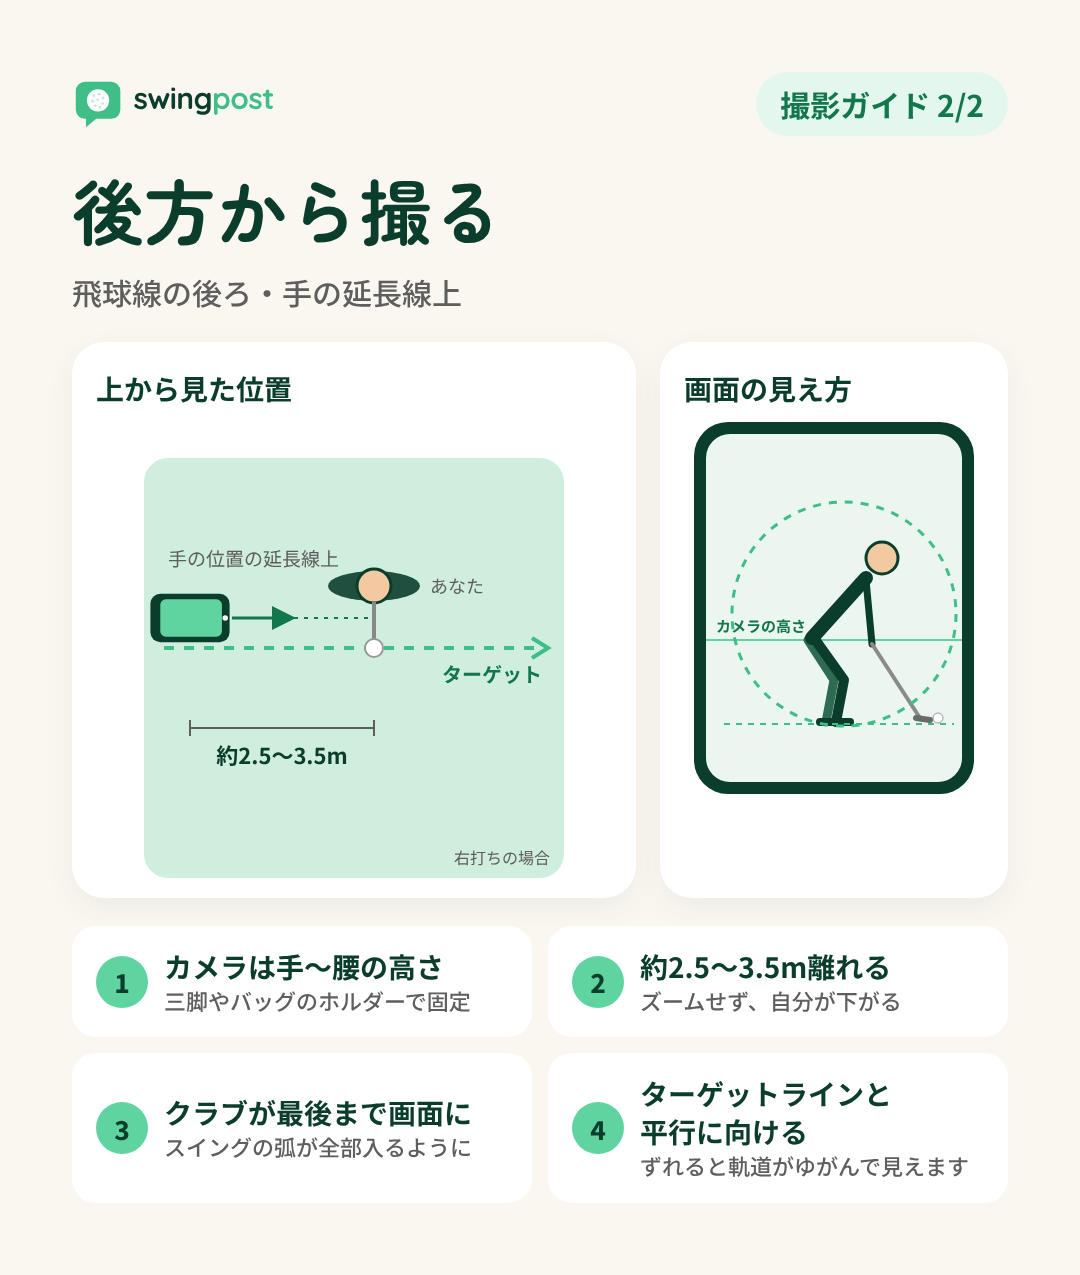 swingpost
撮影ガイド 2/2
後方から撮る
飛球線の後ろ・手の延長線上
上から見た位置
手の位置の延長線上
あなた
ターゲット
約2.5〜3.5m
右打ちの場合
画面の見え方
カメラの高さ
1
カメラは手〜腰の高さ
三脚やバッグのホルダーで固定
2
約2.5〜3.5m離れる
ズームせず、自分が下がる
3
クラブが最後まで画面に
スイングの弧が全部入るように
4
ターゲットラインと
平行に向ける
ずれると軌道がゆがんで見えます